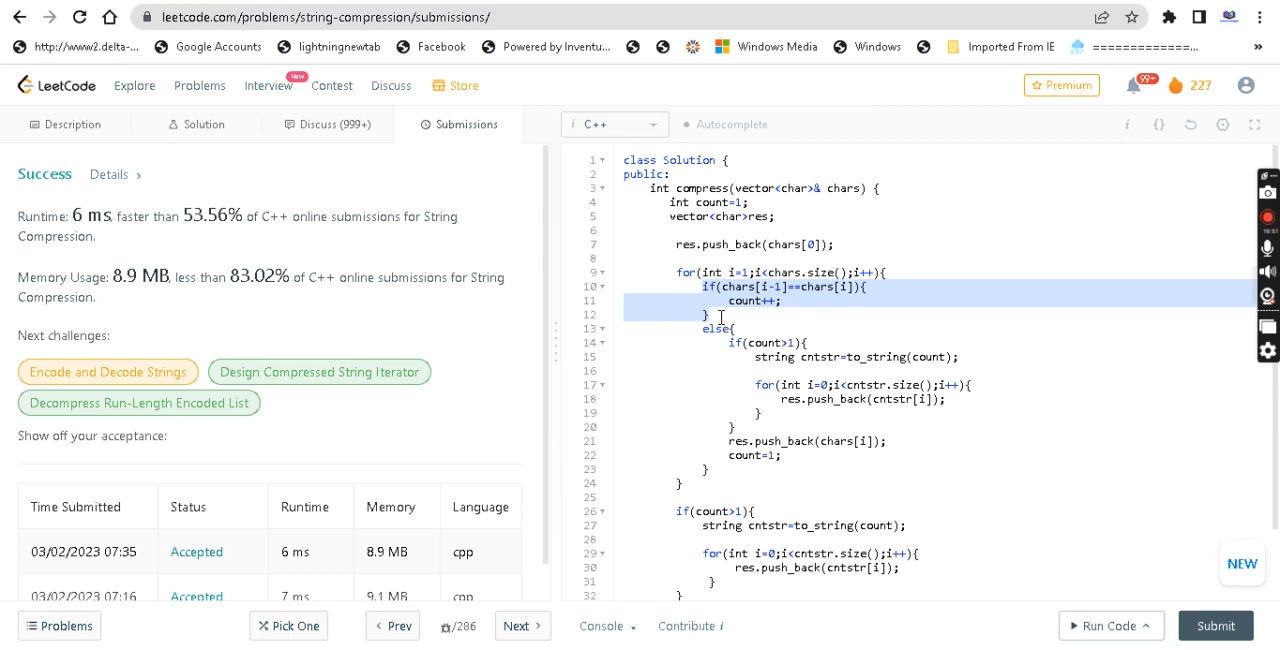 leetcode.com/problems/string-compression/submissions/
http://www2.delta-... Google Accounts lightningnewtab Facebook Powered by Inventu... Windows Media Windows Imported From IE =============... »
LeetCode Explore Problems Interview New Contest Discuss Store Premium 99+ 227
Description Solution Discuss (999+) Submissions i C++ Autocomplete i {}
Success Details >
Runtime: 6 ms, faster than 53.56% of C++ online submissions for String
Compression.
Memory Usage: 8.9 MB, less than 83.02% of C++ online submissions for String
Compression.
Next challenges:
Encode and Decode Strings Design Compressed String Iterator
Decompress Run-Length Encoded List
Show off your acceptance:
Time Submitted Status Runtime Memory Language
03/02/2023 07:35 Accepted 6 ms 8.9 MB cpp
03/02/2023 07:16 Accepted 7 ms 9.1 MB cpp
1 class Solution {
2 public:
3 int compress(vector<char>& chars) {
4 int count=1;
5 vector<char>res;
6
7 res.push_back(chars[0]);
8
9 for(int i=1;i<chars.size();i++){
10 if(chars[i-1]==chars[i]){
11 count++;
12 }
13 else{
14 if(count>1){
15 string cntstr=to_string(count);
16
17 for(int i=0;i<cntstr.size();i++){
18 res.push_back(cntstr[i]);
19 }
20 }
21 res.push_back(chars[i]);
22 count=1;
23 }
24 }
25
26 if(count>1){
27 string cntstr=to_string(count);
28
29 for(int i=0;i<cntstr.size();i++){
30 res.push_back(cntstr[i]);
31 }
32 }
NEW
Problems Pick One < Prev /286 Next > Console Contribute i Run Code Submit